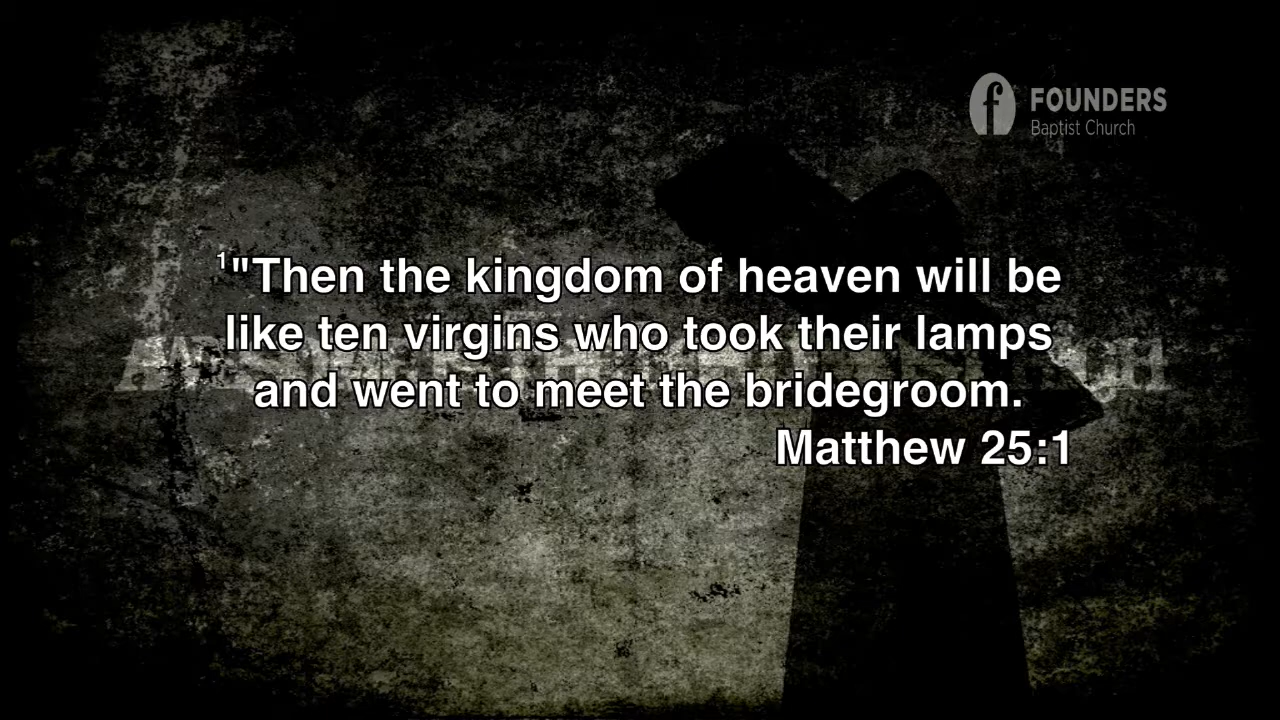 FOUNDERS
Baptist Church
1"Then the kingdom of heaven will be
like ten virgins who took their lamps
and went to meet the bridegroom.
Matthew 25:1